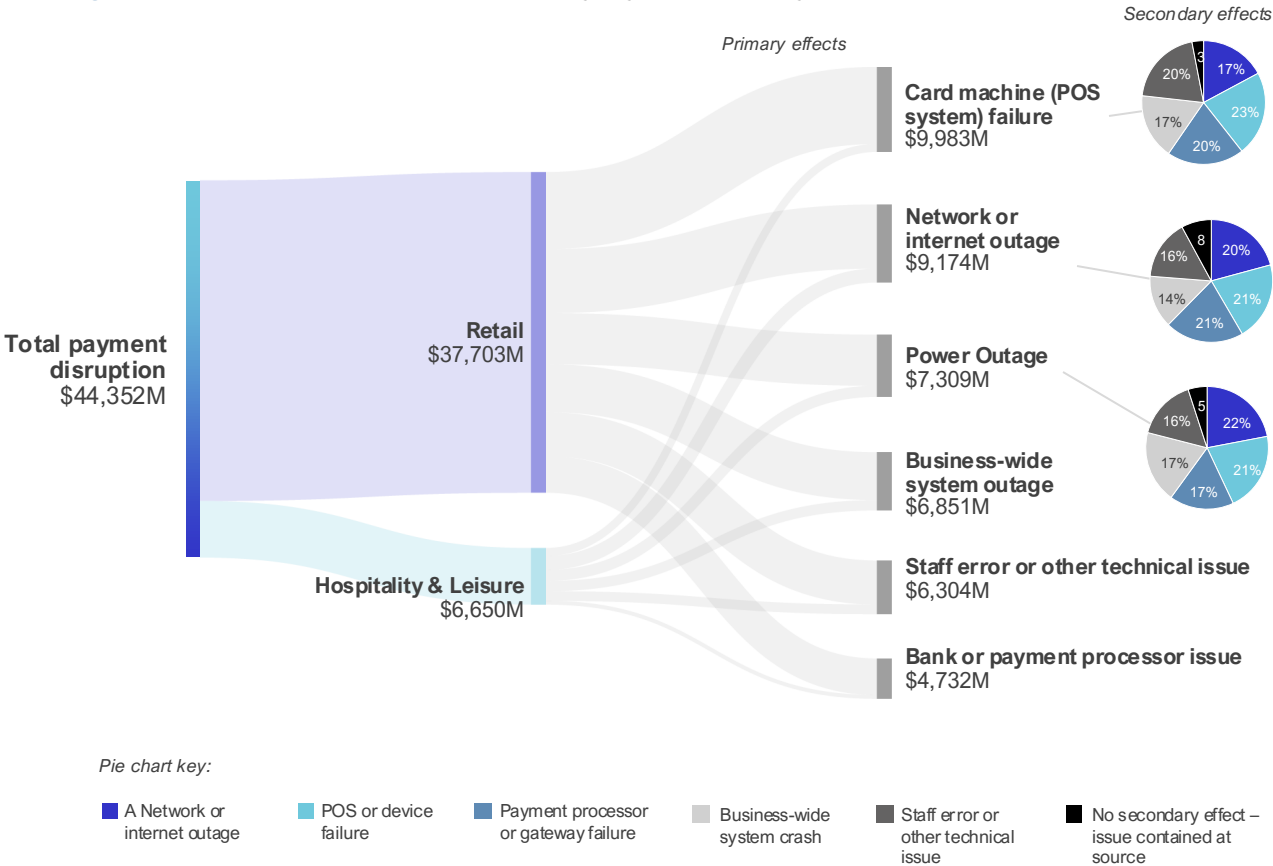 Secondary effects
Primary effects
Card machine (POS
system) failure
$9,983M
3
17%
23%
20%
17%
20%
Network or
internet outage
$9,174M
8
20%
21%
21%
14%
16%
Retail
$37,703M
Total payment
disruption
$44,352M
Power Outage
$7,309M
5
22%
21%
17%
17%
16%
Business-wide
system outage
$6,851M
Hospitality & Leisure
$6,650M
Staff error or other technical issue
$6,304M
Bank or payment processor issue
$4,732M
Pie chart key:
A Network or
internet outage
POS or device
failure
Payment processor
or gateway failure
Business-wide
system crash
Staff error or
other technical
issue
No secondary effect –
issue contained at
source